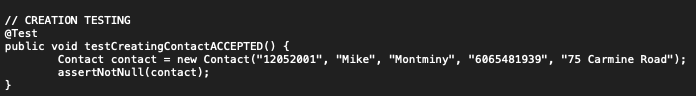 // CREATION TESTING
@Test
public void testCreatingContactACCEPTED() {
        Contact contact = new Contact("12052001", "Mike", "Montminy", "6065481939", "75 Carmine Road");
        assertNotNull(contact);
}